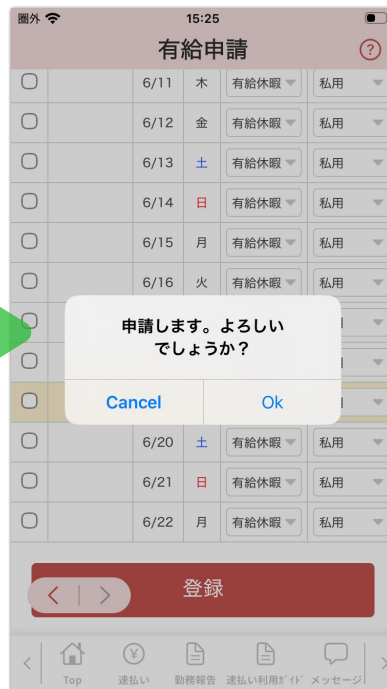 圏外 15:25
有給申請 ?
6/11 木 有給休暇 私用
6/12 金 有給休暇 私用
6/13 土 有給休暇 私用
6/14 日 有給休暇 私用
6/15 月 有給休暇 私用
6/16 火 有給休暇 私用
申請します。よろしい
でしょうか？
Cancel Ok
6/20 土 有給休暇 私用
6/21 日 有給休暇 私用
6/22 月 有給休暇 私用
登録
Top 速払い 勤務報告 速払い利用ｶﾞｲﾄﾞ メッセージ